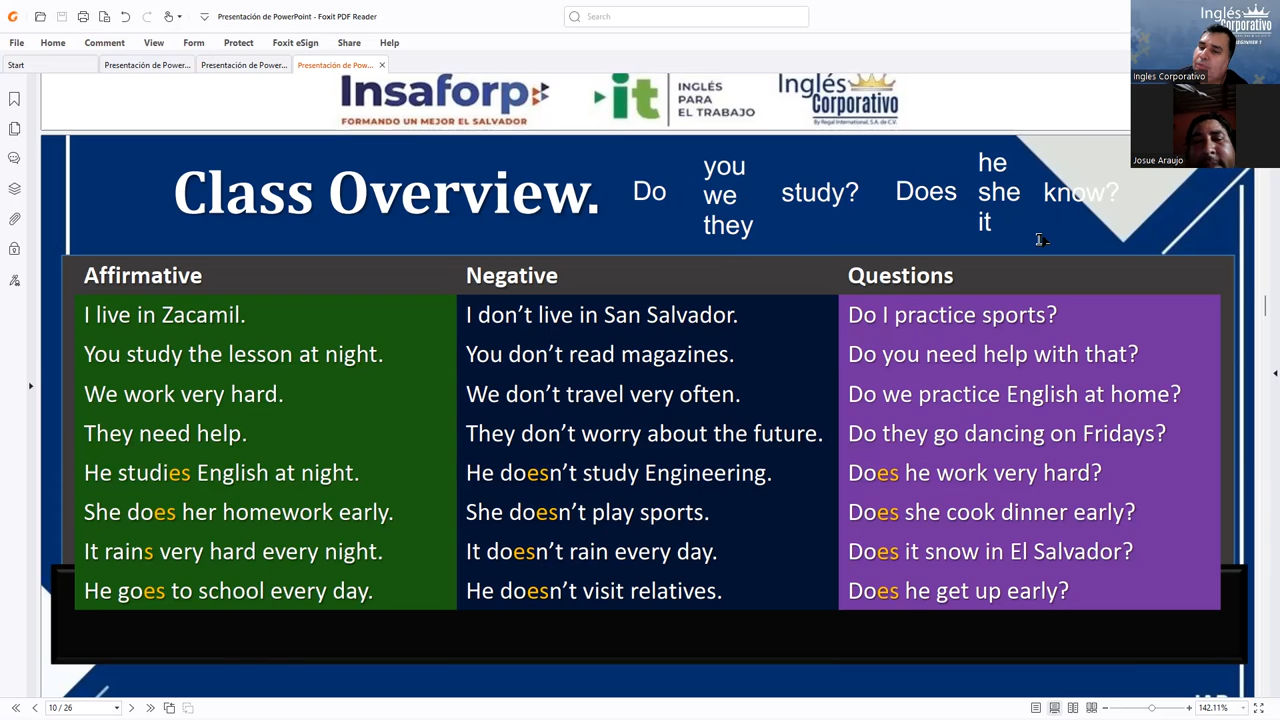 Presentación de PowerPoint - Foxit PDF Reader
Search
File Home Comment View Form Protect Foxit eSign Share Help
Start
Presentación de Power...
Presentación de Power...
Presentación de Pow...
Insaforp
FORMANDO UN MEJOR EL SALVADOR
it
INGLÉS
PARA
EL TRABAJO
Inglés
Corporativo
By Regal International, S.A. de C.V.
Inglés
Corporativo
BEGINNER 1
Ingles Corporativo
Josue Araujo
Class Overview.
Do
you
we
they
study?
Does
he
she
it
know?
Affirmative
Negative
Questions
I live in Zacamil.
I don't live in San Salvador.
Do I practice sports?
You study the lesson at night.
You don't read magazines.
Do you need help with that?
We work very hard.
We don't travel very often.
Do we practice English at home?
They need help.
They don't worry about the future.
Do they go dancing on Fridays?
He studies English at night.
He doesn't study Engineering.
Does he work very hard?
She does her homework early.
She doesn't play sports.
Does she cook dinner early?
It rains very hard every night.
It doesn't rain every day.
Does it snow in El Salvador?
He goes to school every day.
He doesn't visit relatives.
Does he get up early?
10 / 26
142.11%